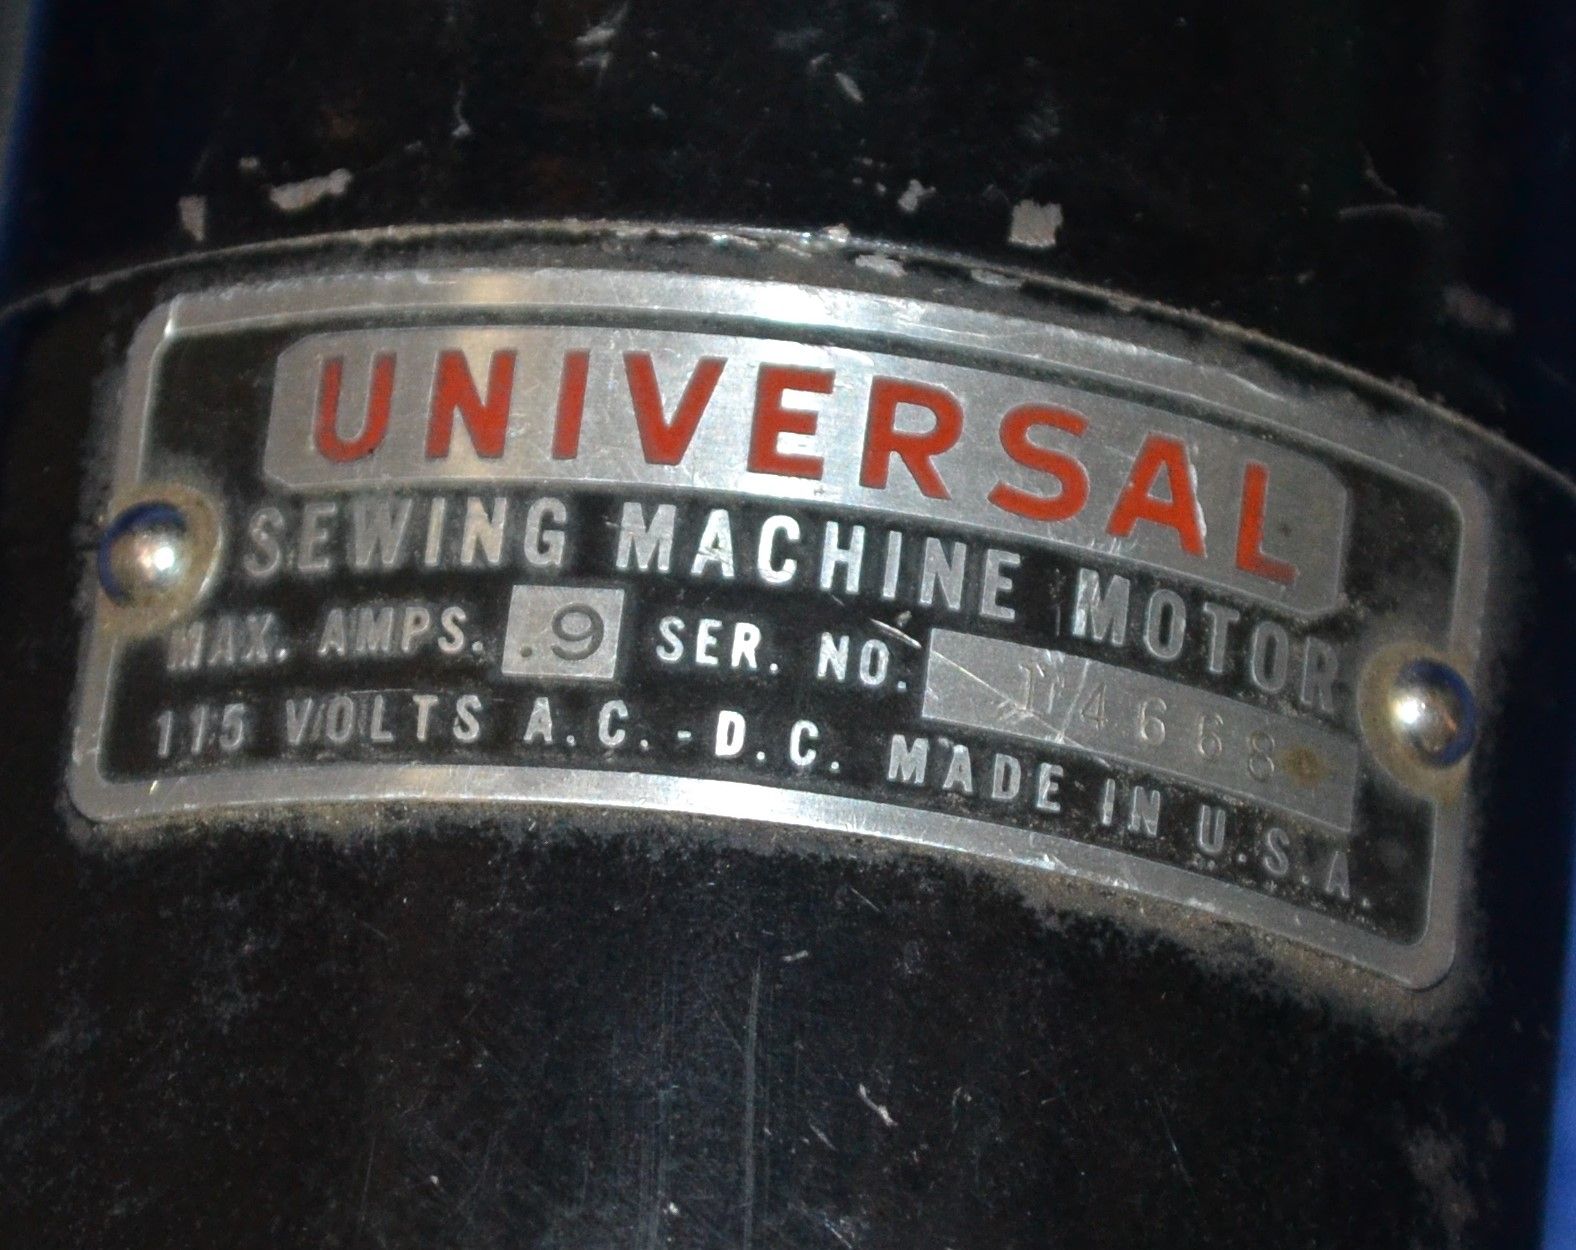 UNIVERSAL
SEWING MACHINE MOTOR
MAX. AMPS. .9 SER. NO.
115 VOLTS A.C.-D.C. MADE IN U.S.A.